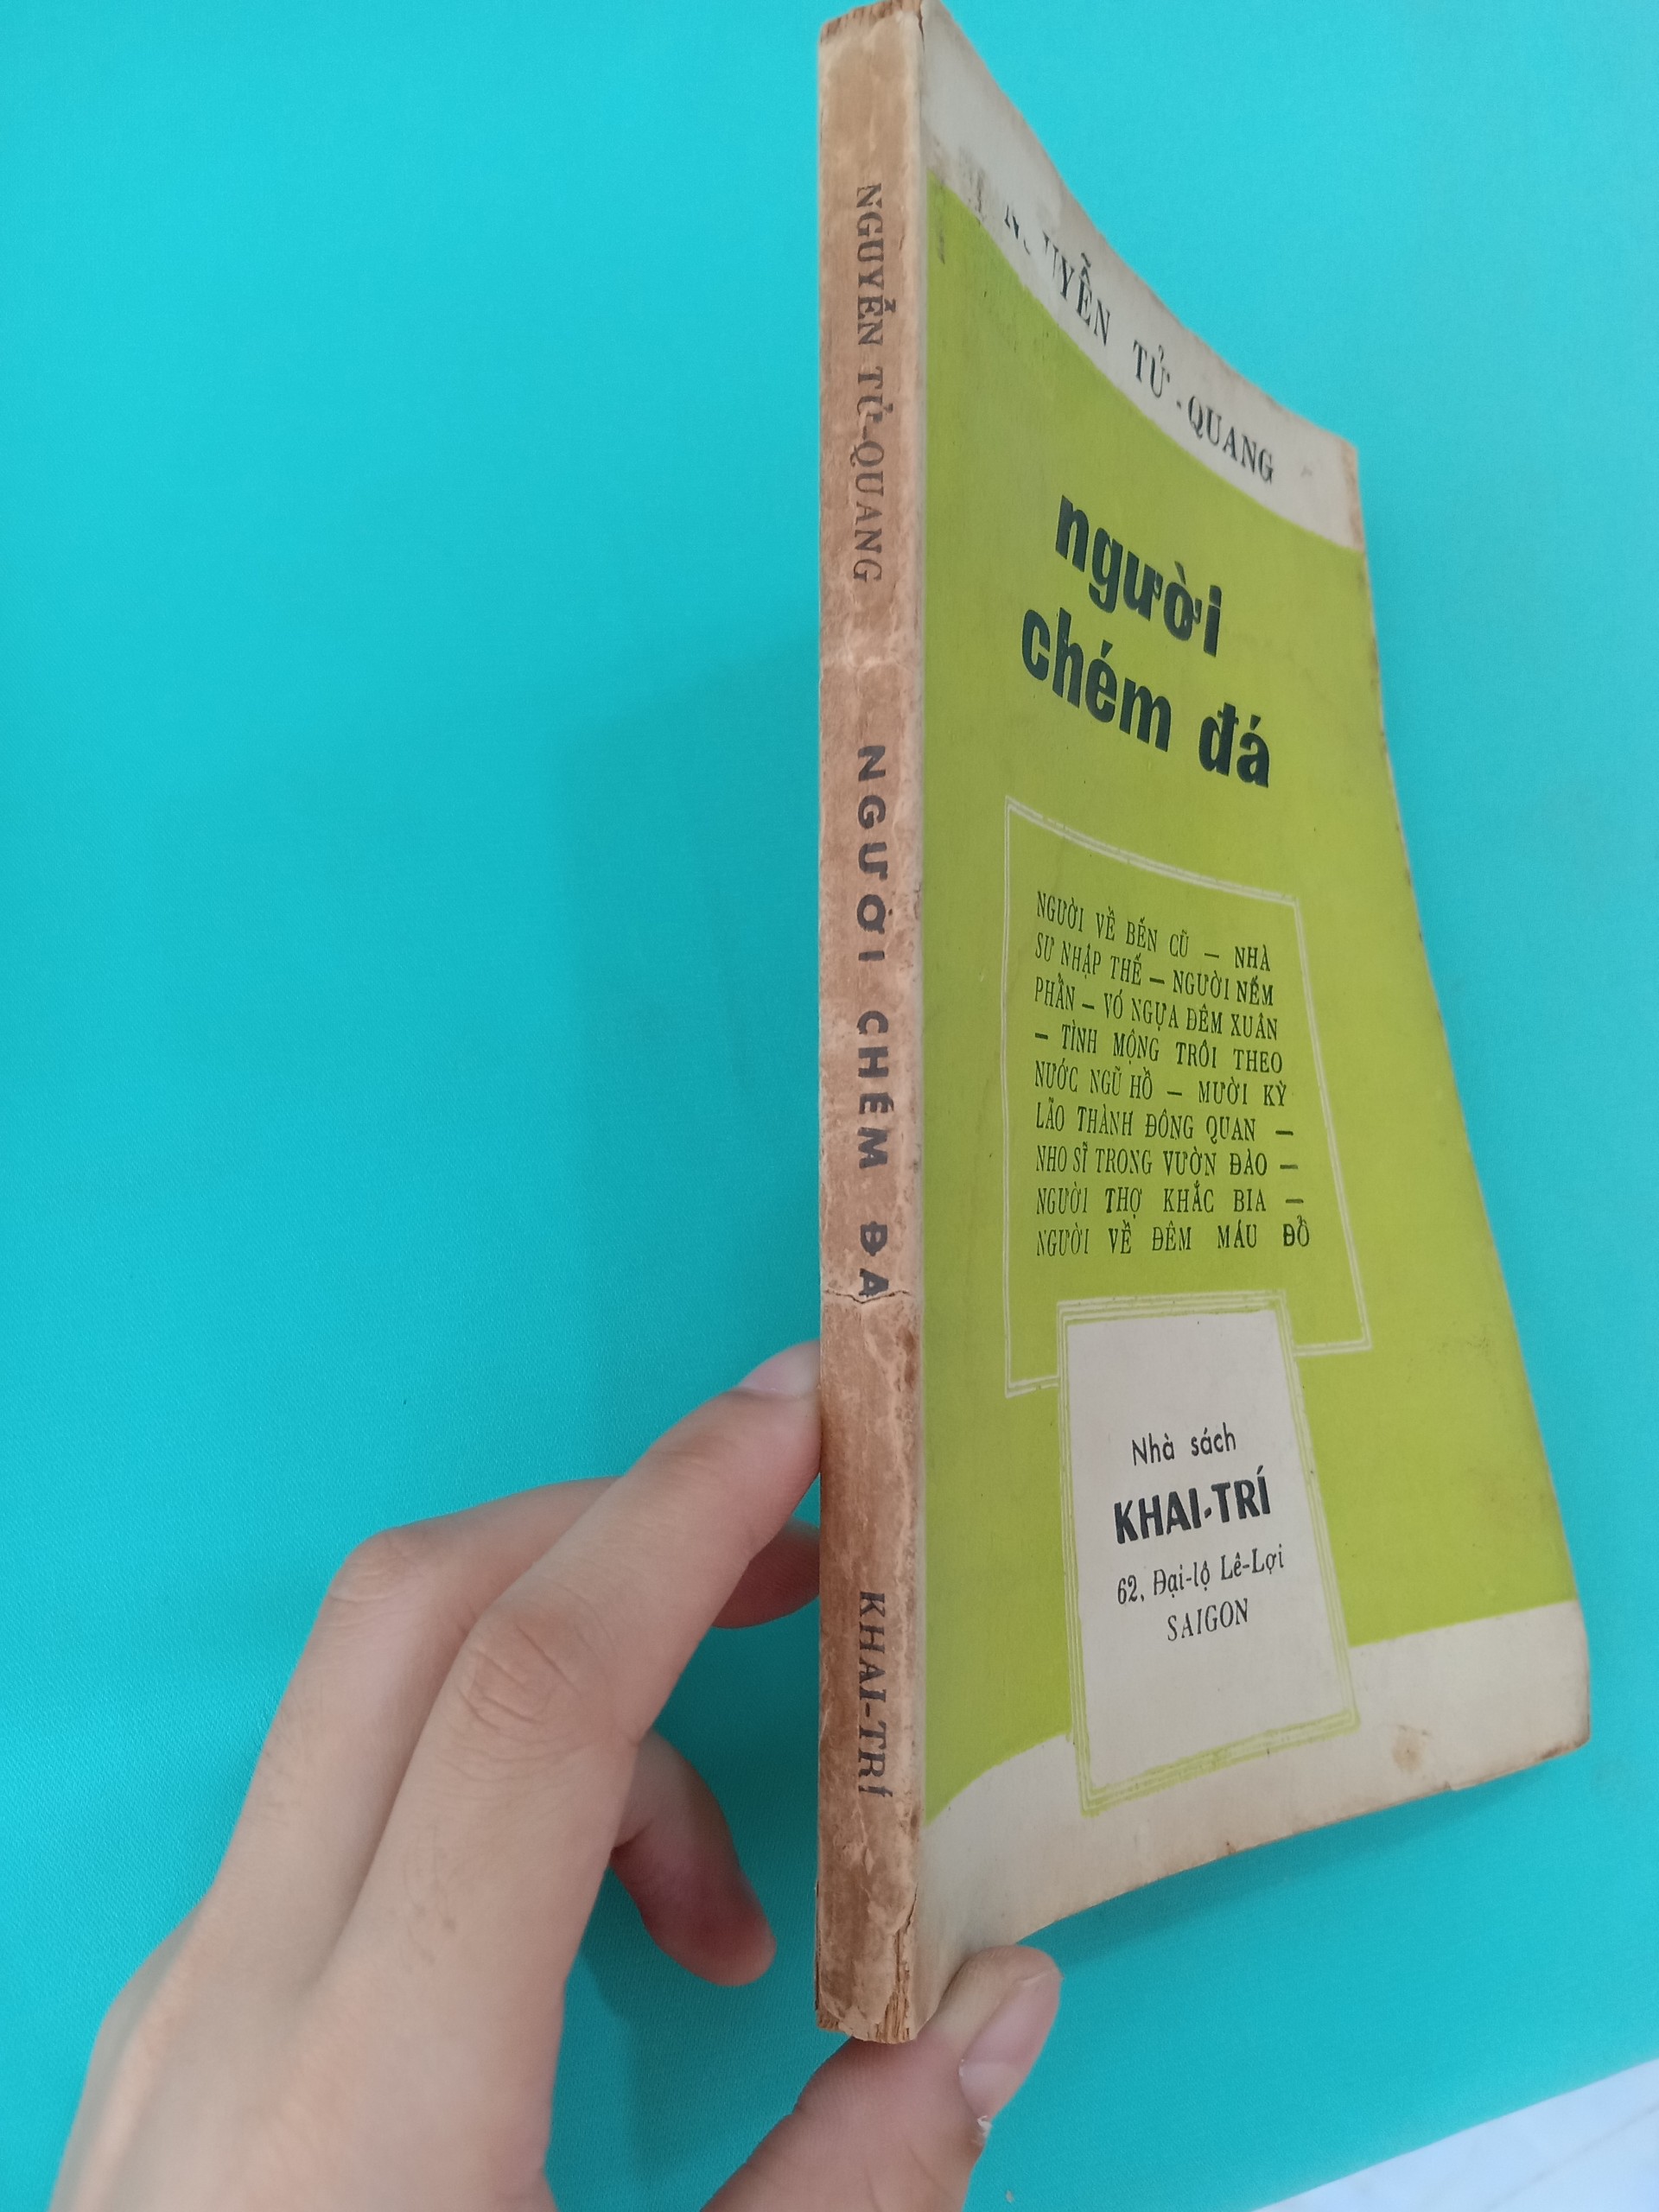 NGUYỄN TỬ-QUANG
NGƯỜI CHÉM ĐÁ
KHAI-TRÍ
NGUYỄN TỬ-QUANG
người
chém đá
NGƯỜI VỀ BẾN CŨ — NHÀ
SƯ NHẬP THẾ — NGƯỜI NẾM
PHẨN — VÓ NGỰA ĐÊM XUÂN
— TÌNH MỘNG TRÔI THEO
NƯỚC NGŨ HỒ — MƯỜI KỲ
LÃO THÀNH ĐÔNG QUAN —
NHO SĨ TRONG VƯỜN ĐÀO —
NGƯỜI THỢ KHẮC BIA —
NGƯỜI VỀ ĐÊM MÁU ĐỔ
Nhà sách
KHAI-TRÍ
62, Đại-lộ Lê-Lợi
SAIGON